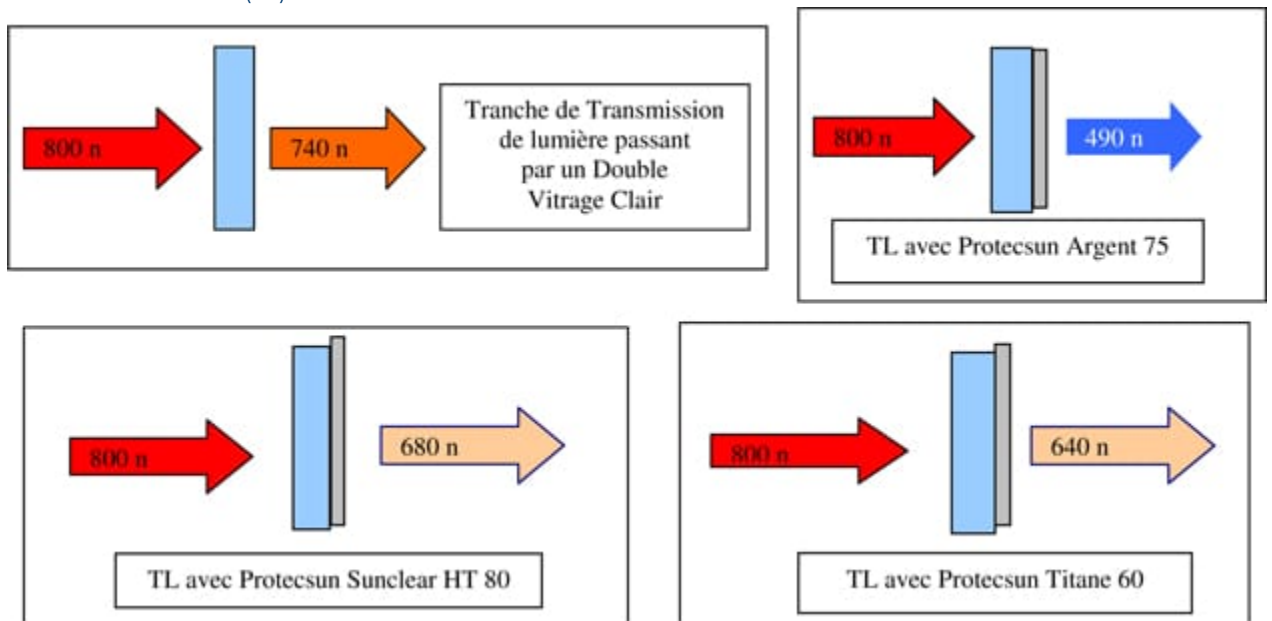 800 n
740 n
Tranche de Transmission
de lumière passant
par un Double
Vitrage Clair
800 n
490 n
TL avec Protecsun Argent 75
800 n
680 n
TL avec Protecsun Sunclear HT 80
800 n
640 n
TL avec Protecsun Titane 60